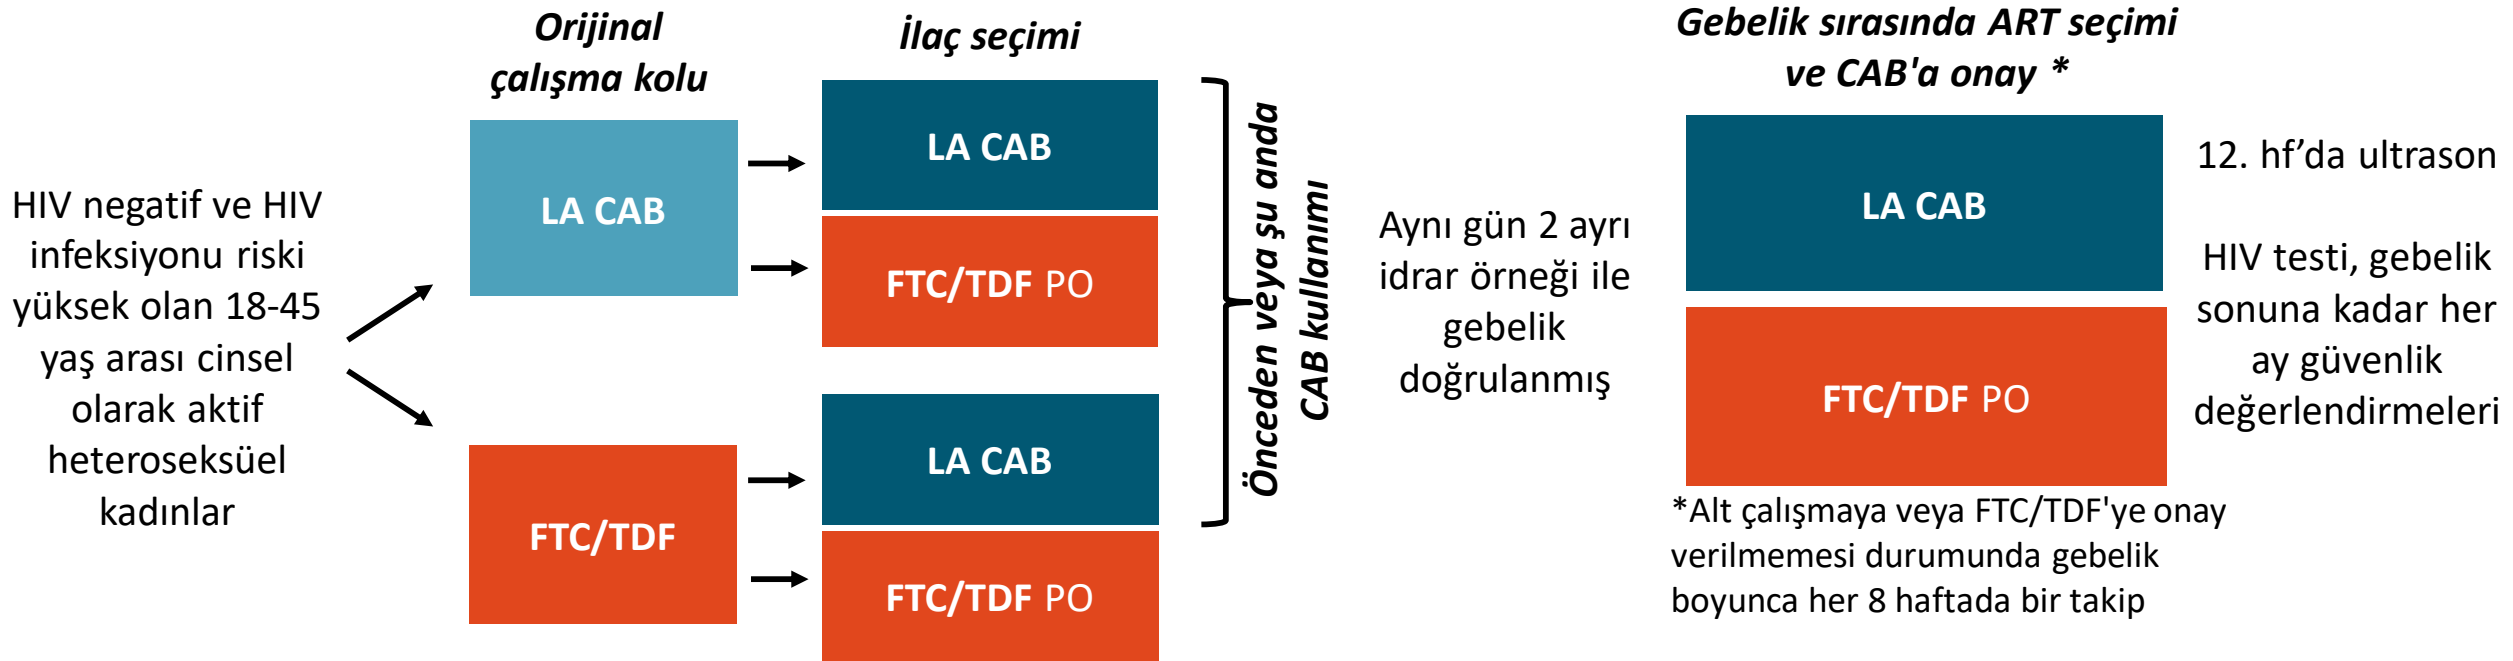 HIV negatif ve HIV
infeksiyonu riski
yüksek olan 18-45
yaş arası cinsel
olarak aktif
heteroseksüel
kadınlar
Orijinal
çalışma kolu
LA CAB
FTC/TDF
İlaç seçimi
LA CAB
FTC/TDF PO
LA CAB
FTC/TDF PO
Önceden veya şu anda
CAB kullanımı
Aynı gün 2 ayrı
idrar örneği ile
gebelik
doğrulanmış
Gebelik sırasında ART seçimi
ve CAB'a onay *
LA CAB
FTC/TDF PO
*Alt çalışmaya veya FTC/TDF'ye onay
verilmemesi durumunda gebelik
boyunca her 8 haftada bir takip
12. hf’da ultrason
HIV testi, gebelik
sonuna kadar her
ay güvenlik
değerlendirmeleri